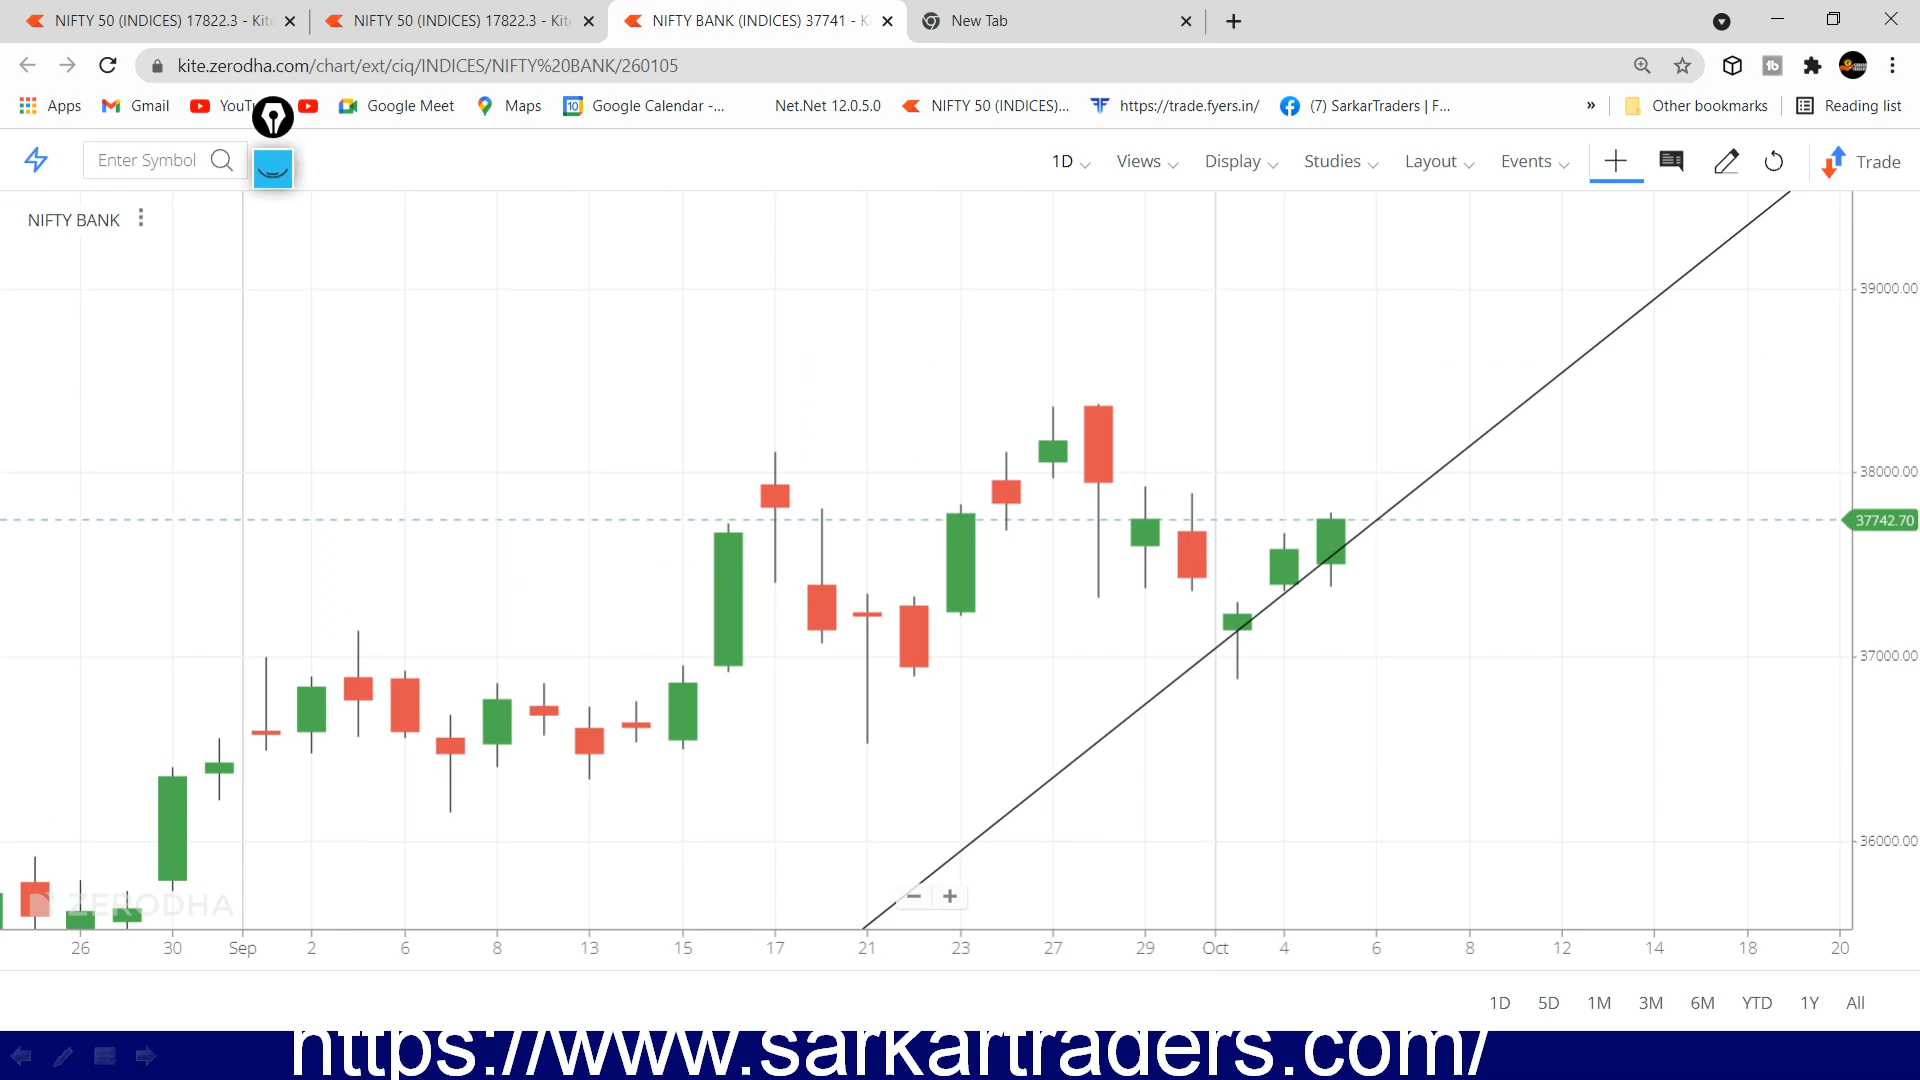 NIFTY 50 (INDICES) 17822.3 - Kite
NIFTY 50 (INDICES) 17822.3 - Kite
NIFTY BANK (INDICES) 37741 - K
New Tab
kite.zerodha.com/chart/ext/ciq/INDICES/NIFTY%20BANK/260105
Apps Gmail YouTu Google Meet Maps 10 Google Calendar -... Net.Net 12.0.5.0 NIFTY 50 (INDICES)... https://trade.fyers.in/ (7) SarkarTraders | F... » Other bookmarks Reading list
Enter Symbol 1D Views Display Studies Layout Events Trade
NIFTY BANK
39000.00
38000.00
37742.70
37000.00
36000.00
ZERODHA
26 30 Sep 2 6 8 13 15 17 21 23 27 29 Oct 4 6 8 12 14 18 20
1D 5D 1M 3M 6M YTD 1Y All
https://www.sarkartraders.com/